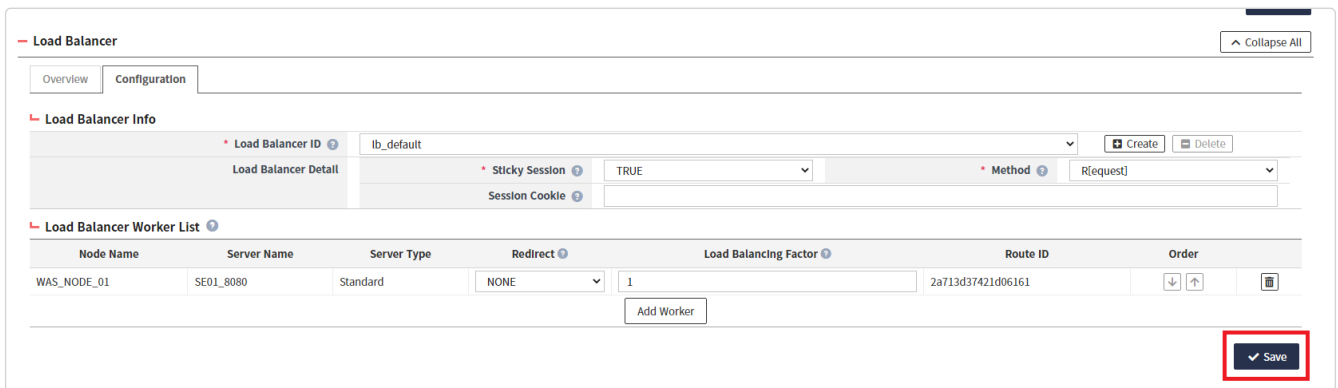 Load Balancer
Collapse All
Overview Configuration
Load Balancer Info
* Load Balancer ID ? lb_default Create Delete
Load Balancer Detail * Sticky Session ? TRUE * Method ? R[equest]
Session Cookie ?
Load Balancer Worker List ?
Node Name Server Name Server Type Redirect ? Load Balancing Factor ? Route ID Order
WAS_NODE_01 SE01_8080 Standard NONE 1 2a713d37421d06161
Add Worker
Save